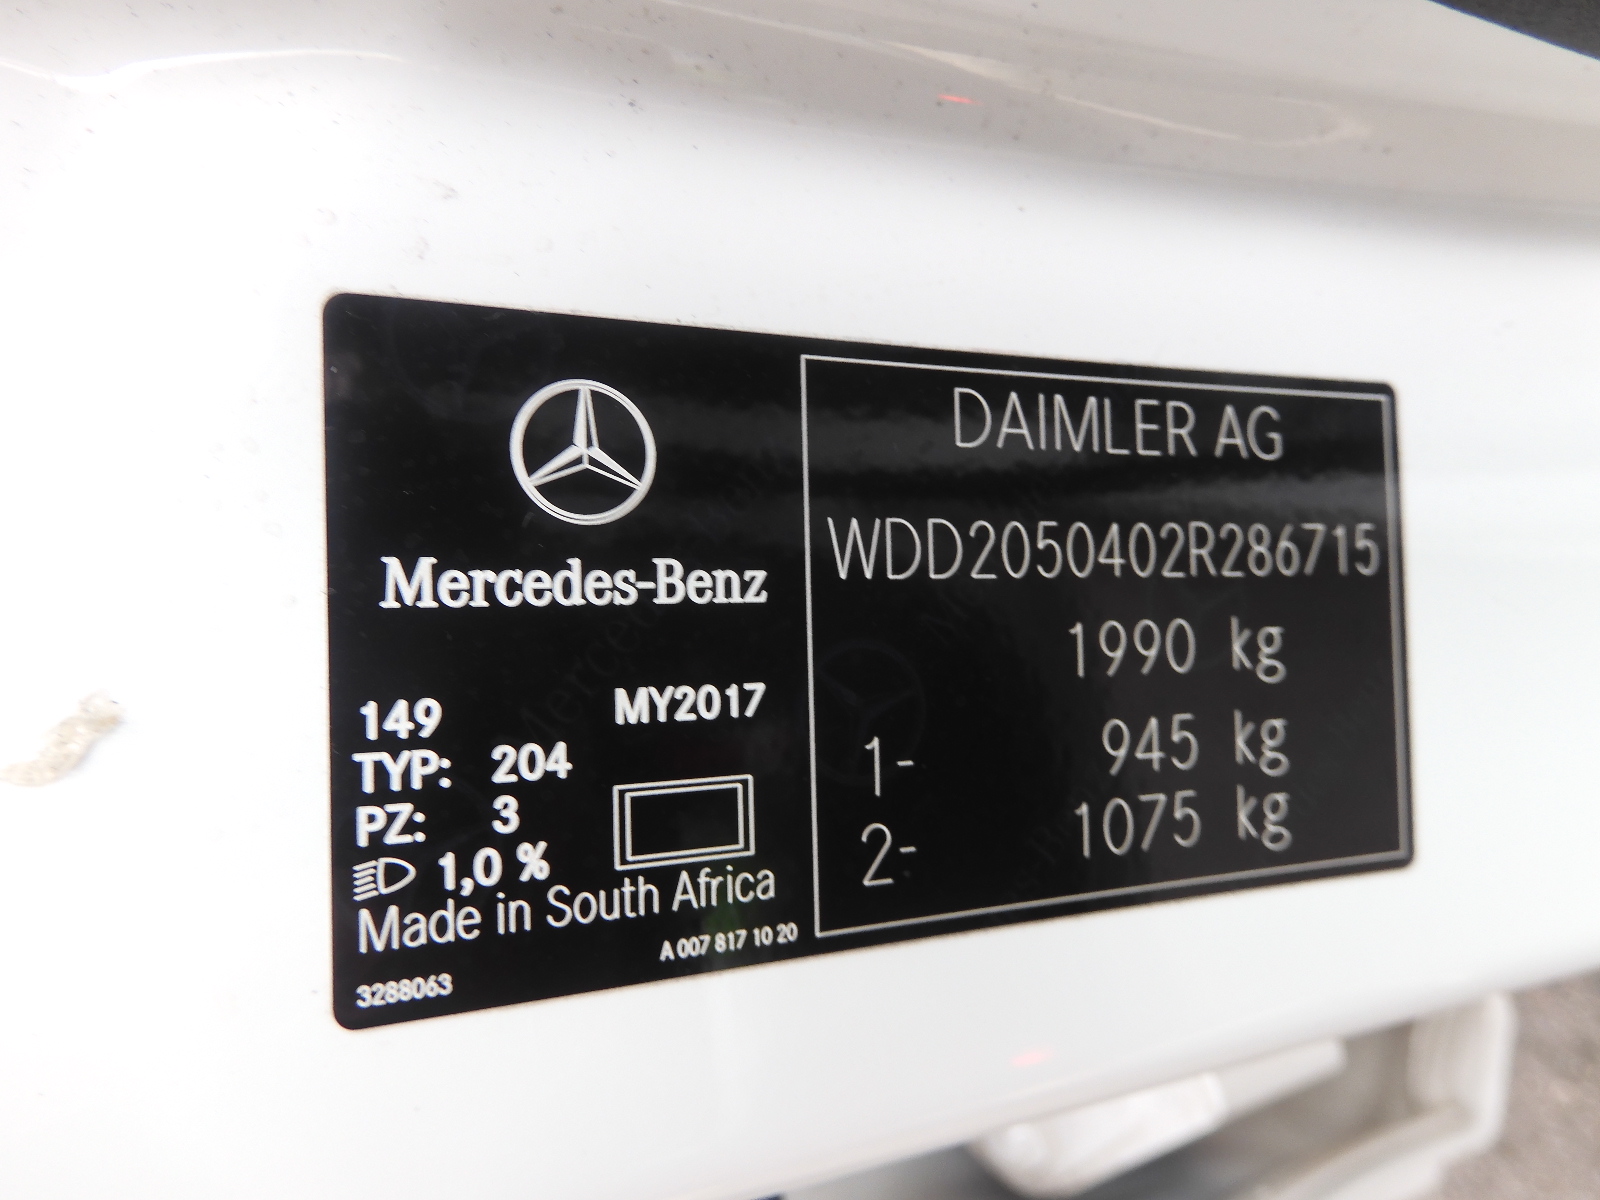 Mercedes-Benz
149
MY2017
TYP: 204
PZ: 3
1,0 %
Made in South Africa
A 007 817 10 20
3288063
DAIMLER AG
WDD2050402R286715
1990 kg
1- 945 kg
2- 1075 kg